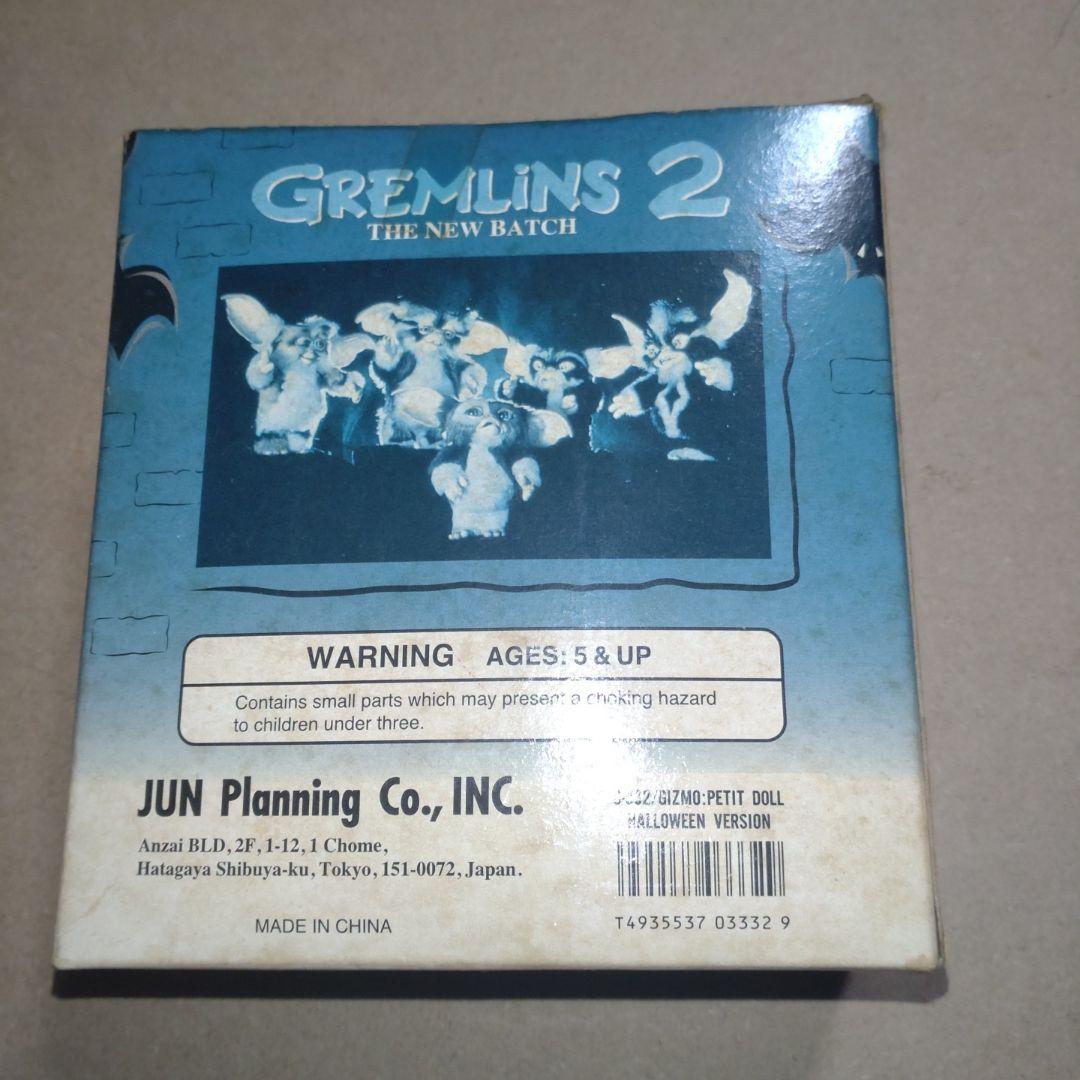 GREMLiNS 2
THE NEW BATCH
WARNING AGES: 5 & UP
Contains small parts which may present a choking hazard
to children under three.
JUN Planning Co., INC.
Anzai BLD, 2F, 1-12, 1 Chome,
Hatagaya Shibuya-ku, Tokyo, 151-0072, Japan.
MADE IN CHINA
GIZMO:PETIT DOLL
HALLOWEEN VERSION
T4935537 03332 9